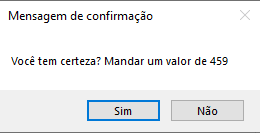 Mensagem de confirmação
Você tem certeza? Mandar um valor de 459
Sim
Não